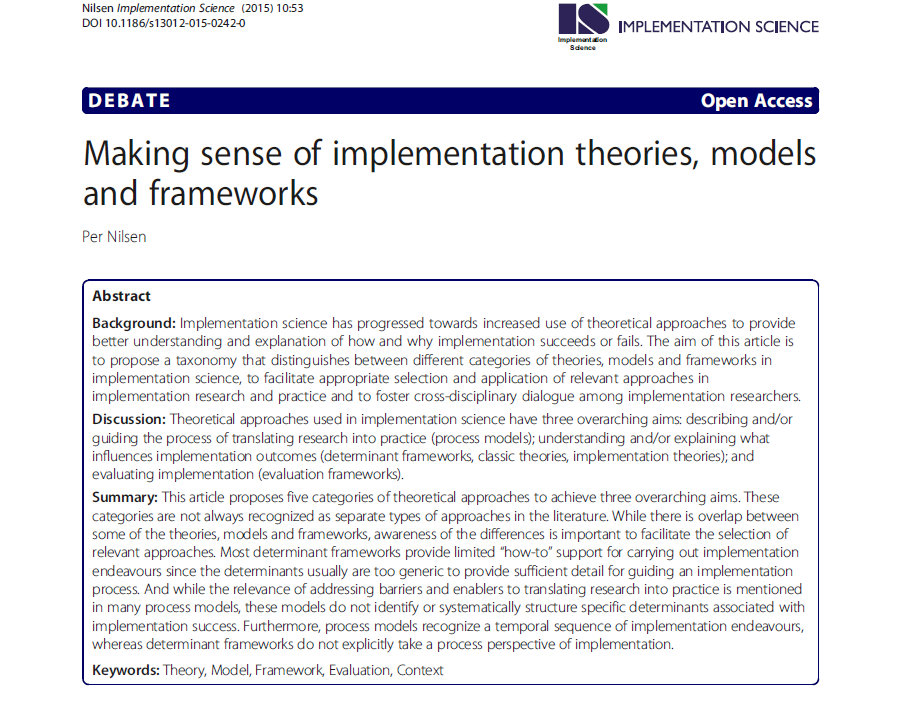 Nilsen Implementation Science (2015) 10:53
DOI 10.1186/s13012-015-0242-0
Implementation
Science
IMPLEMENTATION SCIENCE
DEBATE Open Access
Making sense of implementation theories, models
and frameworks
Per Nilsen
Abstract
Background: Implementation science has progressed towards increased use of theoretical approaches to provide
better understanding and explanation of how and why implementation succeeds or fails. The aim of this article is
to propose a taxonomy that distinguishes between different categories of theories, models and frameworks in
implementation science, to facilitate appropriate selection and application of relevant approaches in
implementation research and practice and to foster cross-disciplinary dialogue among implementation researchers.
Discussion: Theoretical approaches used in implementation science have three overarching aims: describing and/or
guiding the process of translating research into practice (process models); understanding and/or explaining what
influences implementation outcomes (determinant frameworks, classic theories, implementation theories); and
evaluating implementation (evaluation frameworks).
Summary: This article proposes five categories of theoretical approaches to achieve three overarching aims. These
categories are not always recognized as separate types of approaches in the literature. While there is overlap between
some of the theories, models and frameworks, awareness of the differences is important to facilitate the selection of
relevant approaches. Most determinant frameworks provide limited “how-to” support for carrying out implementation
endeavours since the determinants usually are too generic to provide sufficient detail for guiding an implementation
process. And while the relevance of addressing barriers and enablers to translating research into practice is mentioned
in many process models, these models do not identify or systematically structure specific determinants associated with
implementation success. Furthermore, process models recognize a temporal sequence of implementation endeavours,
whereas determinant frameworks do not explicitly take a process perspective of implementation.
Keywords: Theory, Model, Framework, Evaluation, Context